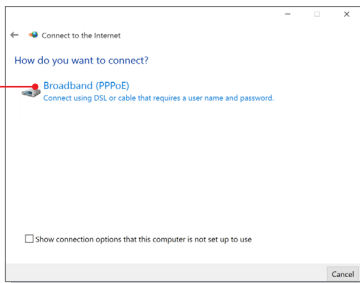 Connect to the Internet
How do you want to connect?
Broadband (PPPoE)
Connect using DSL or cable that requires a user name and password.
Show connection options that this computer is not set up to use
Cancel